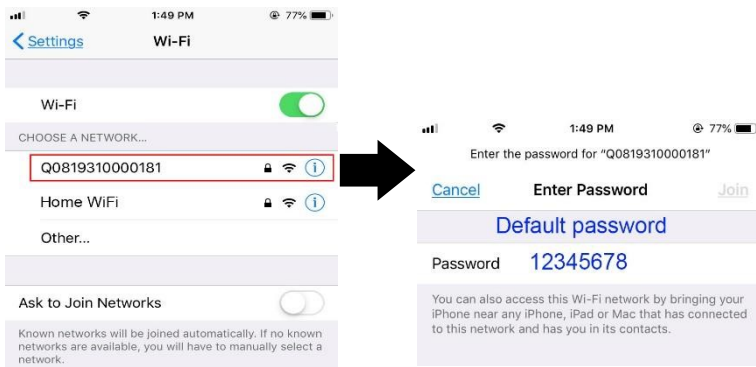 1:49 PM
77%
Settings
Wi-Fi
Wi-Fi
CHOOSE A NETWORK...
Q0819310000181
Home WiFi
Other...
Ask to Join Networks
Known networks will be joined automatically. If no known
networks are available, you will have to manually select a
network.
1:49 PM
77%
Enter the password for “Q0819310000181”
Cancel
Enter Password
Join
Default password
Password 12345678
You can also access this Wi-Fi network by bringing your
iPhone near any iPhone, iPad or Mac that has connected
to this network and has you in its contacts.